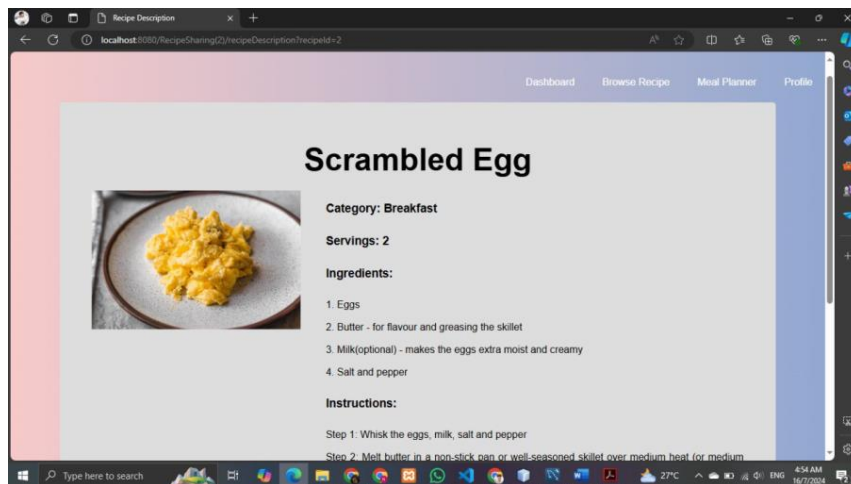 Recipe Description
localhost:8080/RecipeSharing(2)/recipeDescription?recipeId=2
Dashboard Browse Recipe Meal Planner Profile
Scrambled Egg
Category: Breakfast
Servings: 2
Ingredients:
1. Eggs
2. Butter - for flavour and greasing the skillet
3. Milk(optional) - makes the eggs extra moist and creamy
4. Salt and pepper
Instructions:
Step 1: Whisk the eggs, milk, salt and pepper
Step 2: Melt butter in a non-stick pan or well-seasoned skillet over medium heat (or medium
Type here to search
27°C
ENG
4:54 AM
16/7/2024